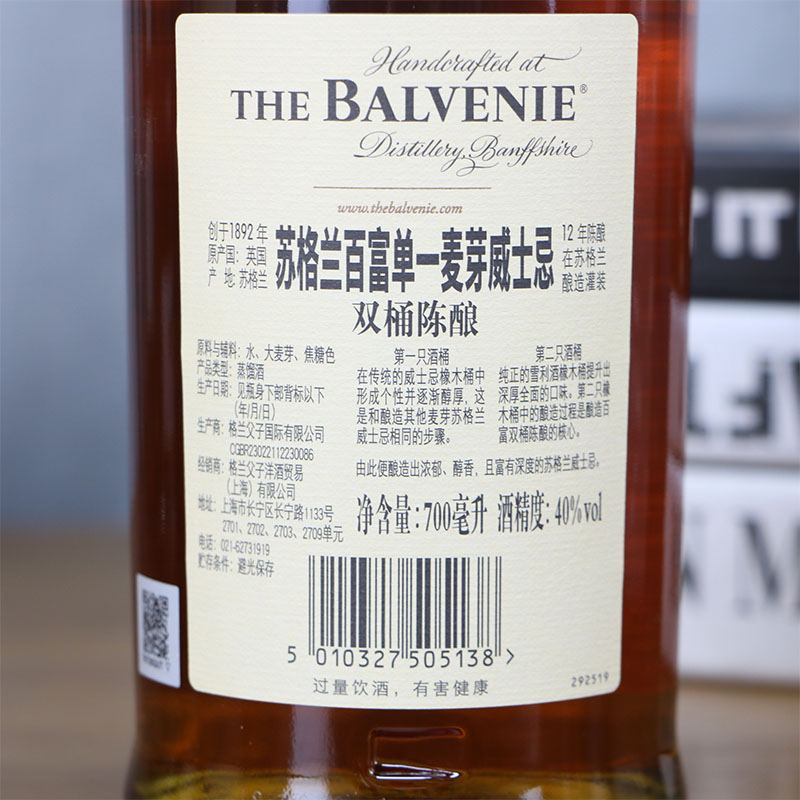 Handcrafted at
THE BALVENIE®
Distillery, Banffshire
www.thebalvenie.com
创于1892年
原产国：英国
产 地：苏格兰
苏格兰百富单一麦芽威士忌
12年陈酿
在苏格兰
酿造灌装
双桶陈酿
原料与辅料：水、大麦芽、焦糖色
产品类型：蒸馏酒
生产日期：见瓶身下部背标以下
（年/月/日）
生产商：格兰父子国际有限公司
CGBR23022112230086
经销商：格兰父子洋酒贸易
（上海）有限公司
地址：上海市长宁区长宁路1133号
2701、2702、2703、2709单元
电话：021-62731919
贮存条件：避光保存
第一只酒桶
在传统的威士忌橡木桶中
形成个性并逐渐醇厚，这
是和酿造其他麦芽苏格兰
威士忌相同的步骤。
第二只酒桶
纯正的雪利酒橡木桶提升出
深厚全面的口味。第二只橡
木桶中的酿造过程是酿造百
富双桶陈酿的核心。
由此便酿造出浓郁、醇香，且富有深度的苏格兰威士忌。
净含量：700毫升 酒精度：40%vol
5 010327 505138 >
过量饮酒，有害健康
292519